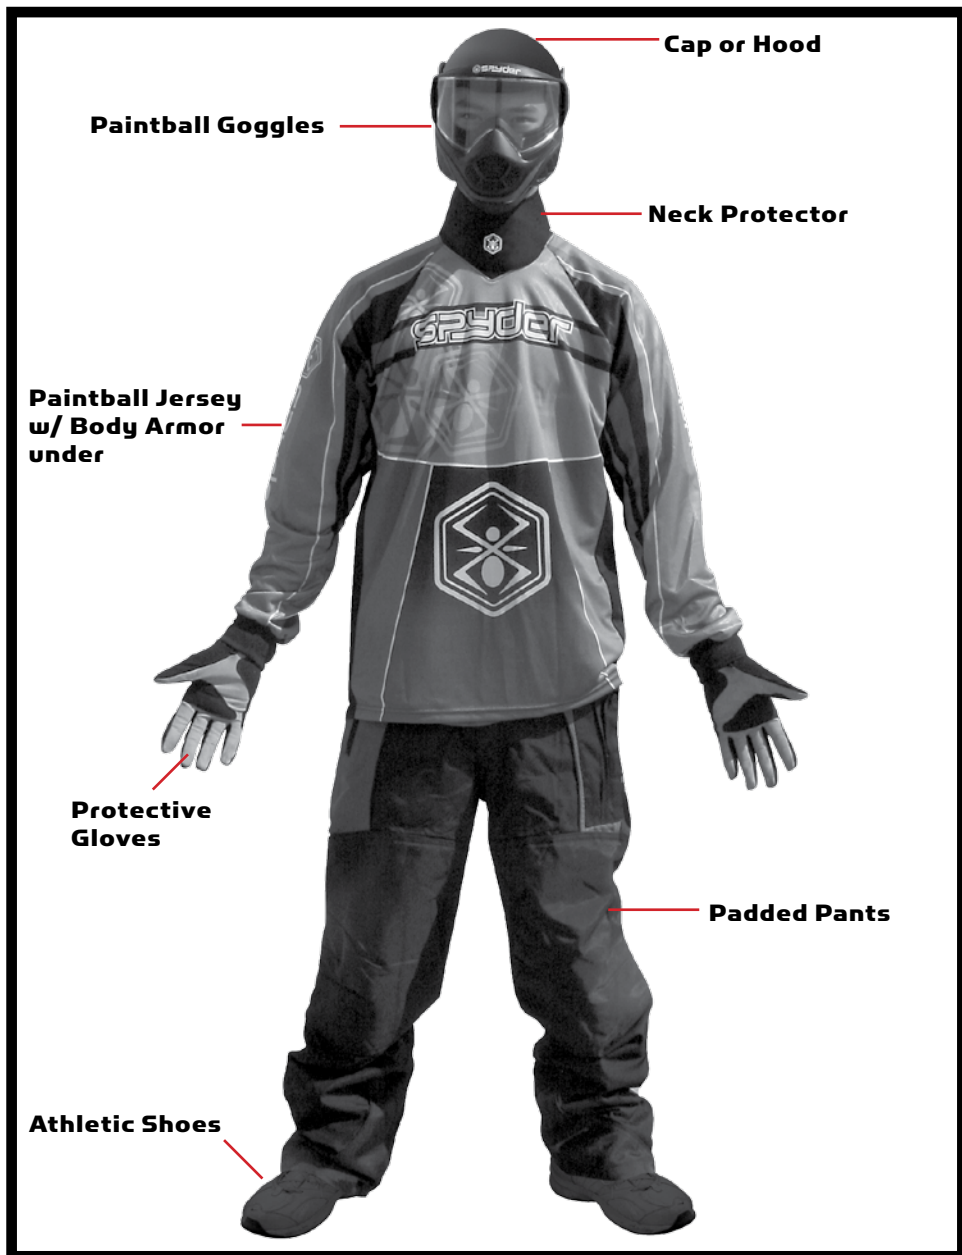 Cap or Hood
spyder
Paintball Goggles
Neck Protector
spyder
Paintball Jersey
w/ Body Armor
under
Protective
Gloves
Padded Pants
Athletic Shoes